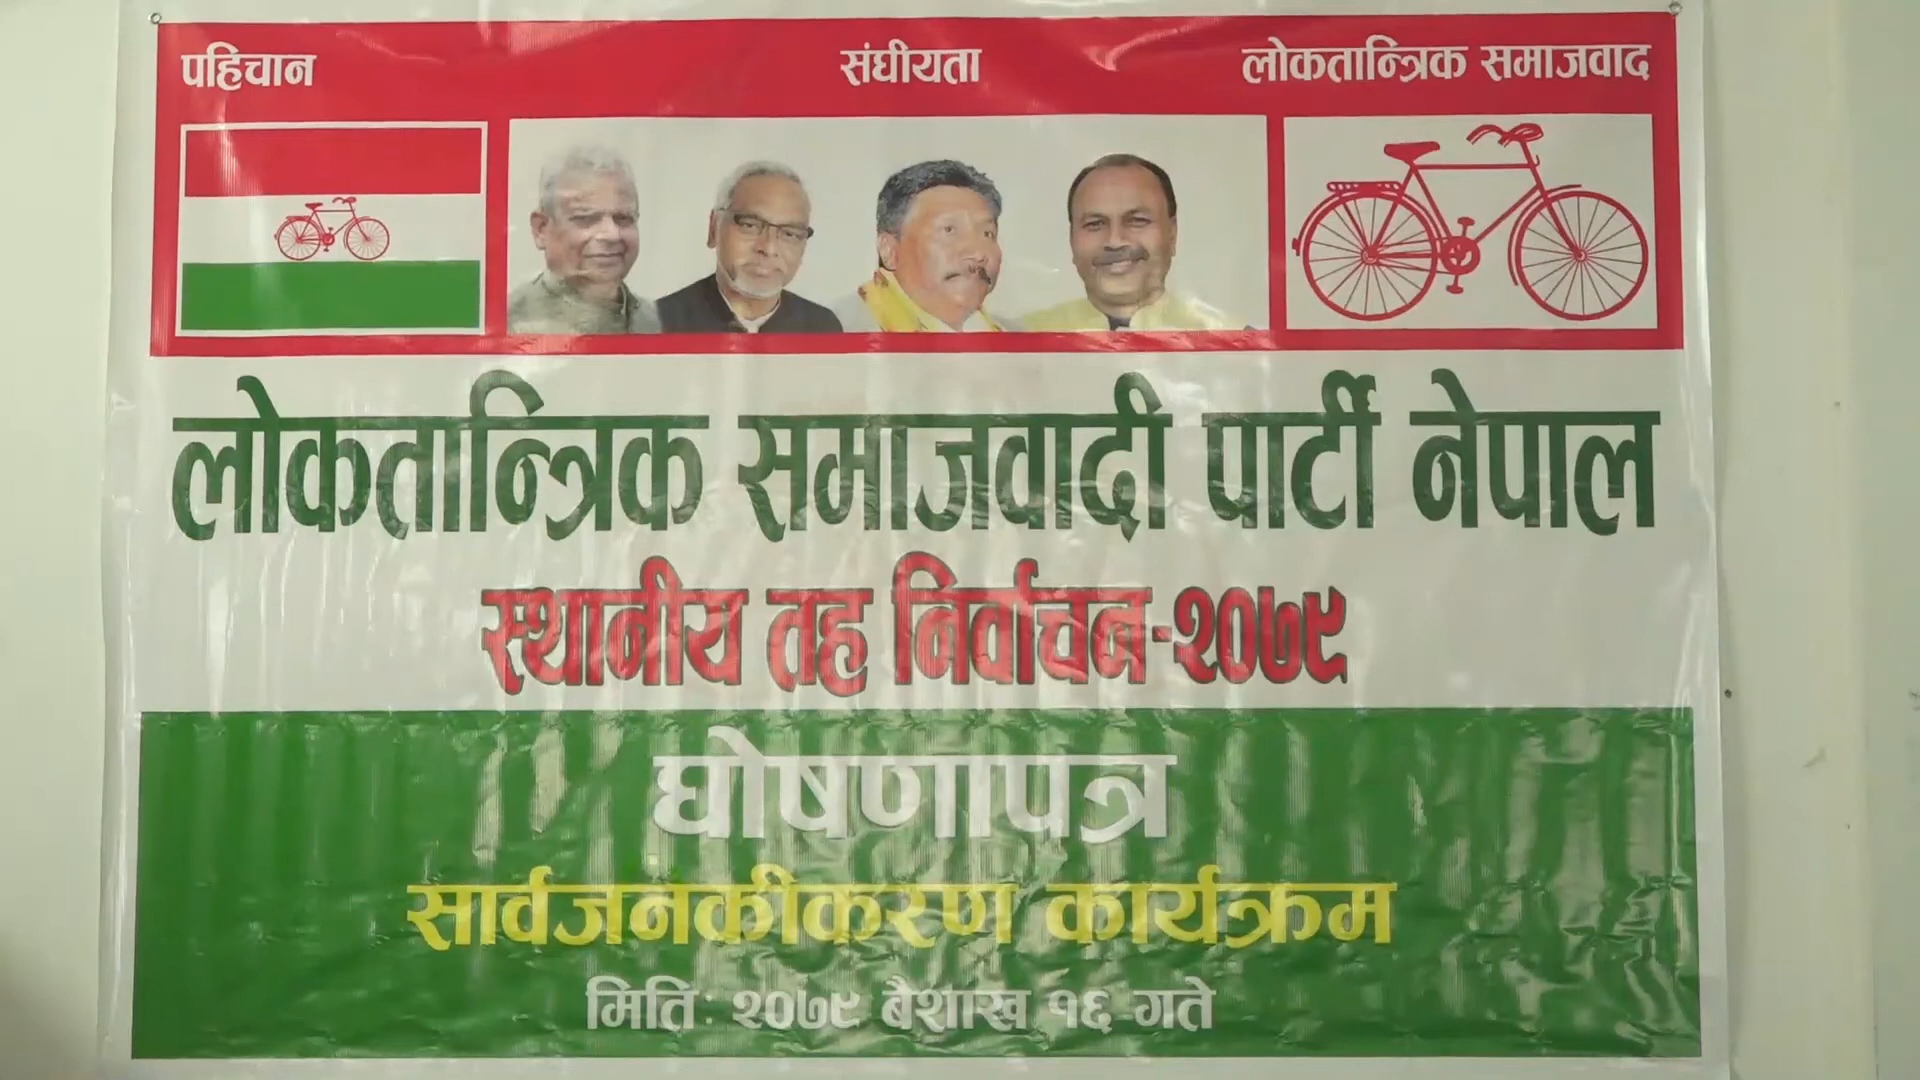 पहिचान संघीयता लोकतान्त्रिक समाजवाद
लोकतान्त्रिक समाजवादी पार्टी नेपाल
स्थानीय तह निर्वाचन-२०७९
घोषणापत्र
सार्वजनकीकरण कार्यक्रम
मिति: २०७९ बैशाख १६ गते